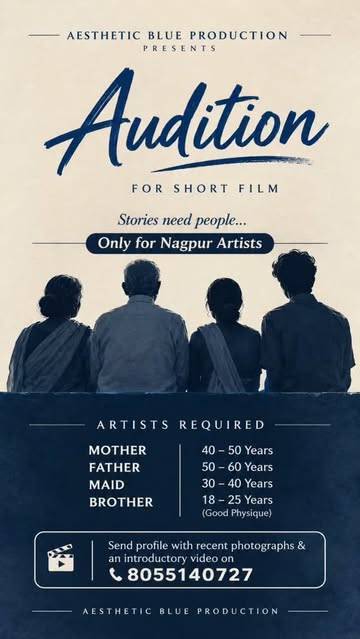 AESTHETIC BLUE PRODUCTION
PRESENTS
Audition
FOR SHORT FILM
Stories need people...
Only for Nagpur Artists
ARTISTS REQUIRED
MOTHER 40 – 50 Years
FATHER 50 – 60 Years
MAID 30 – 40 Years
BROTHER 18 – 25 Years
(Good Physique)
Send profile with recent photographs &
an introductory video on
8055140727
AESTHETIC BLUE PRODUCTION